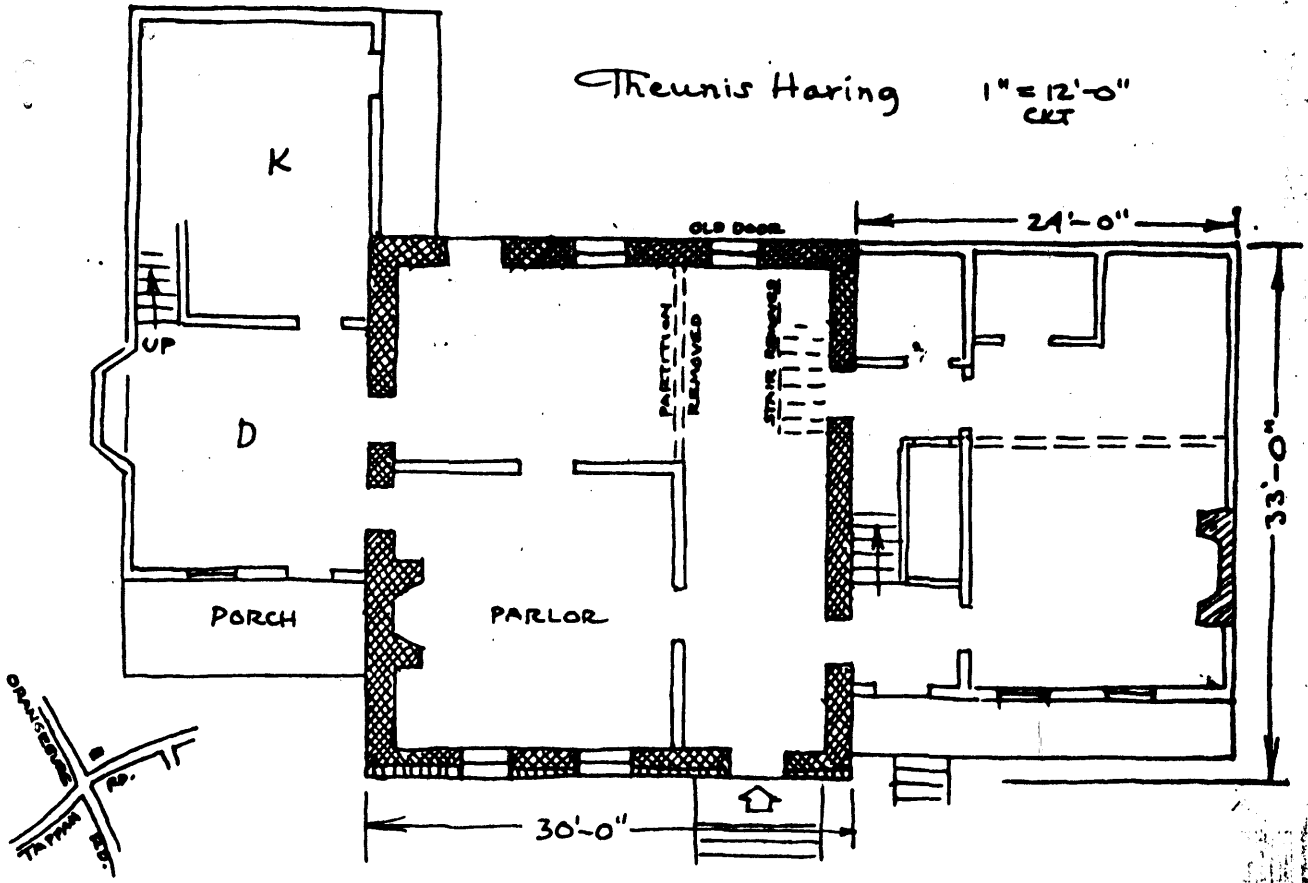 Theunis Haring
1" = 12'-0"
CKT
K
OLD DOOR
24'-0"
UP
PARTITION
REMOVED
STAIR REMOVED
D
33'-0"
PORCH
PARLOR
ORANGEBURG
RD.
TAPPAN
RD.
30'-0"